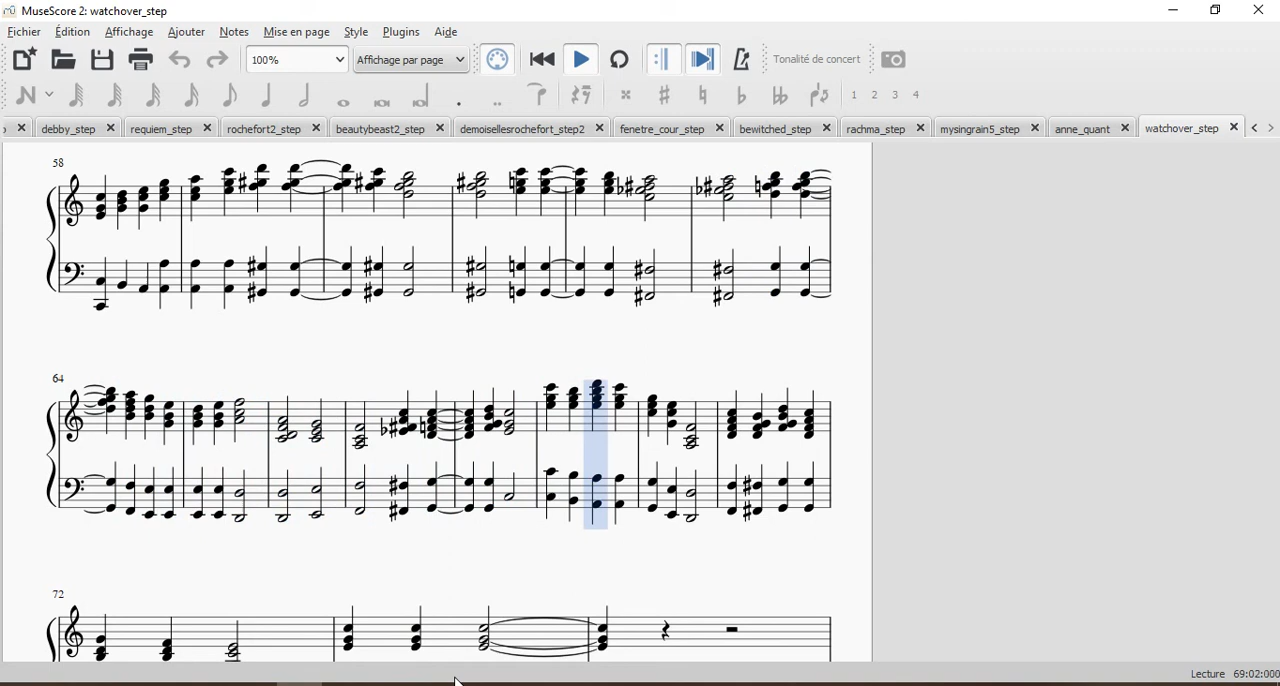 MuseScore 2: watchover_step
Fichier Édition Affichage Ajouter Notes Mise en page Style Plugins Aide
100% Affichage par page Tonalité de concert
1 2 3 4
debby_step requiem_step rochefort2_step beautybeast2_step demoisellesrochefort_step2 fenetre_cour_step bewitched_step rachma_step mysingrain5_step anne_quant watchover_step
58
64
72
Lecture 69:02:000